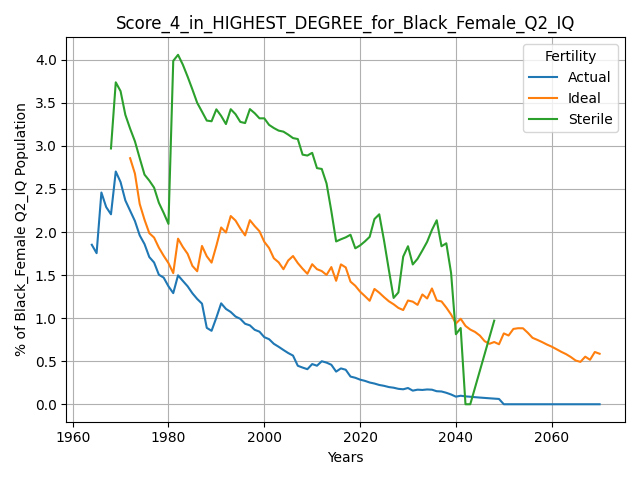 Score_4_in_HIGHEST_DEGREE_for_Black_Female_Q2_IQ
Fertility
Actual
Ideal
Sterile
% of Black_Female Q2_IQ Population
4.0
3.5
3.0
2.5
2.0
1.5
1.0
0.5
0.0
1960
1980
2000
2020
2040
2060
Years